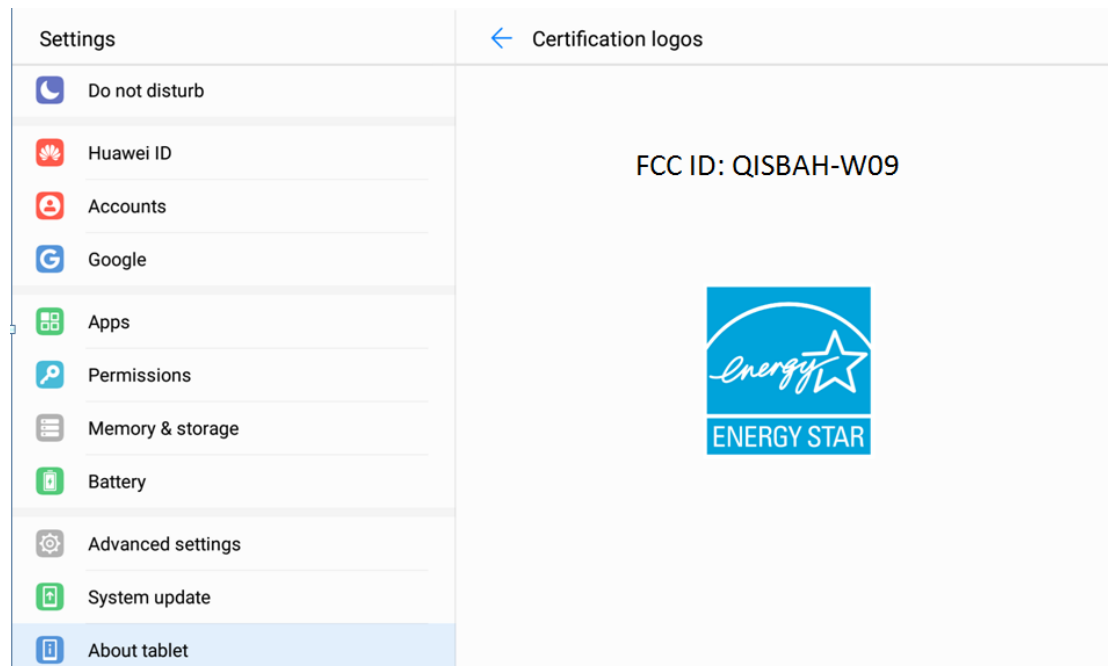 Settings
Do not disturb
Huawei ID
Accounts
Google
Apps
Permissions
Memory & storage
Battery
Advanced settings
System update
About tablet
Certification logos
FCC ID: QISBAH-W09
energy
ENERGY STAR